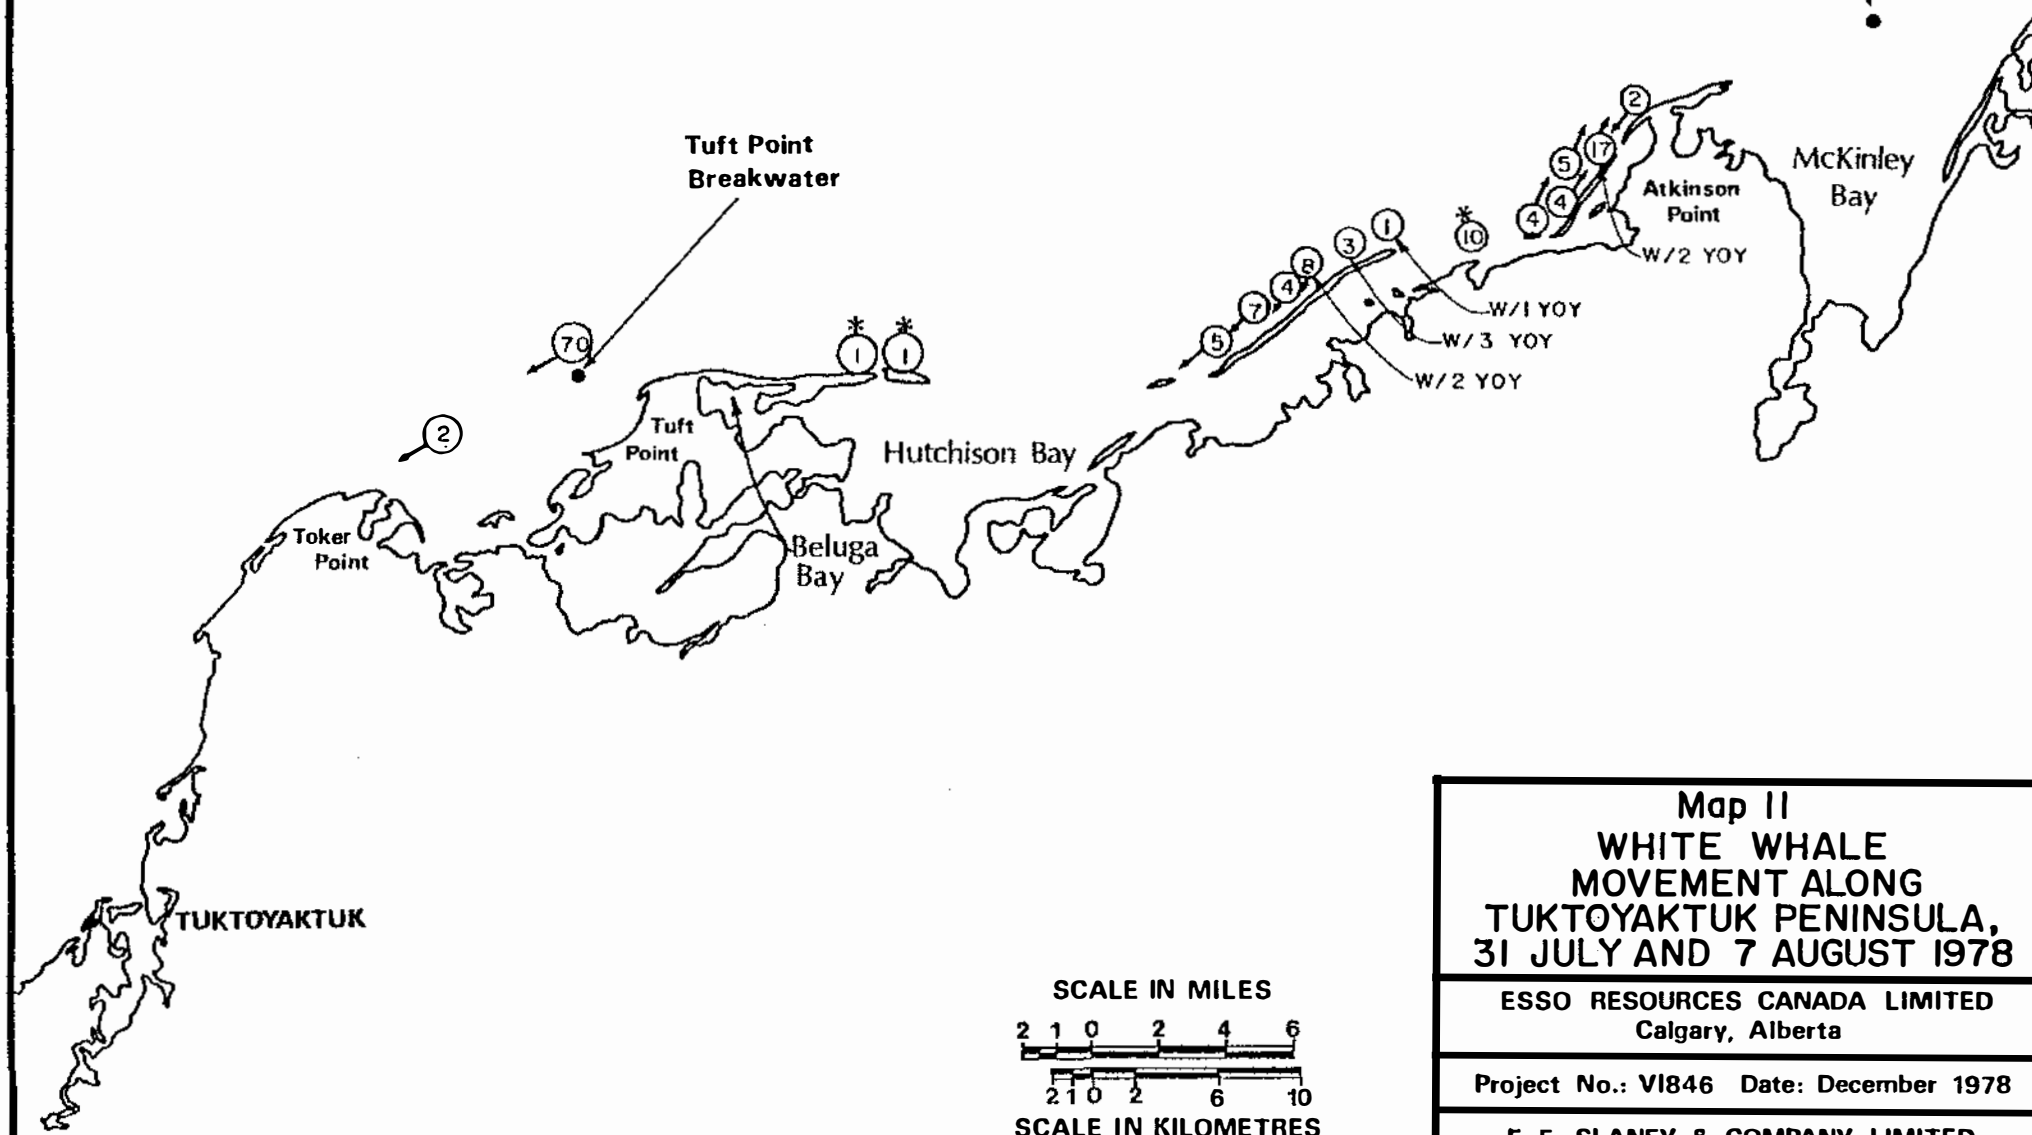 Tuft Point
Breakwater
2
5
17
4
4
McKinley
Bay
Atkinson
Point
W/2 YOY
*
10
1
3
8
4
7
5
W/1 YOY
W/3 YOY
W/2 YOY
70
*
1
*
1
2
Tuft
Point
Hutchison Bay
Toker
Point
Beluga
Bay
TUKTOYAKTUK
SCALE IN MILES
2 1 0 2 4 6
2 1 0 2 6 10
SCALE IN KILOMETRES
Map 11
WHITE WHALE
MOVEMENT ALONG
TUKTOYAKTUK PENINSULA,
31 JULY AND 7 AUGUST 1978
ESSO RESOURCES CANADA LIMITED
Calgary, Alberta
Project No.: V1846 Date: December 1978
F. F. SLANEY & COMPANY LIMITED